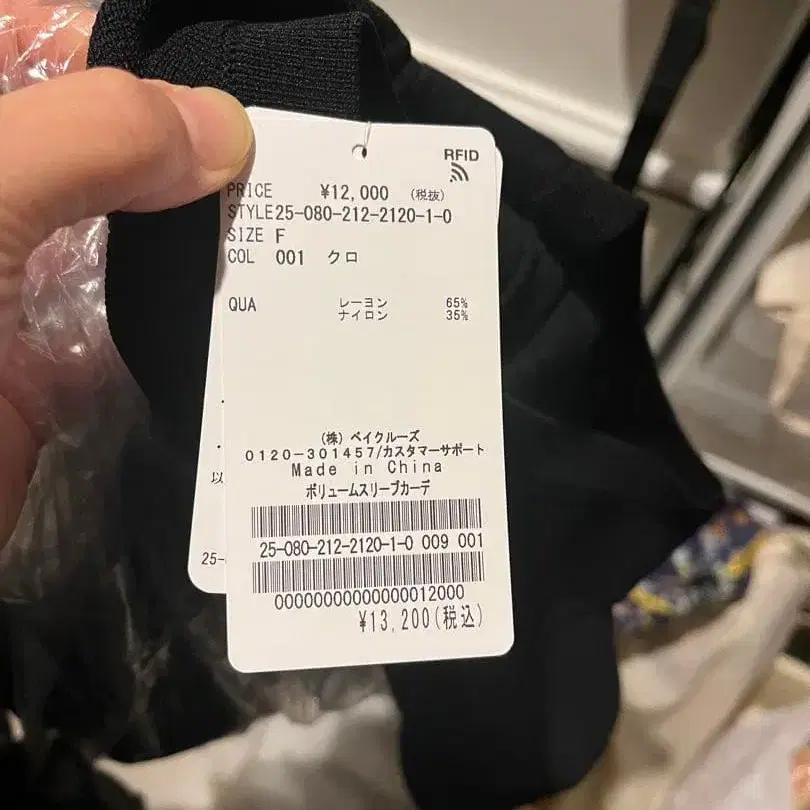 RFID
PRICE ¥12,000 (税抜)
STYLE25-080-212-2120-1-0
SIZE F
COL 001 クロ
QUA レーヨン 65%
ナイロン 35%
(株) ベイクルーズ
0120-301457/カスタマーサポート
Made in China
ボリュームスリーブカーデ
25-080-212-2120-1-0 009 001
00000000000000012000
¥13,200(税込)
・
・
以
25-